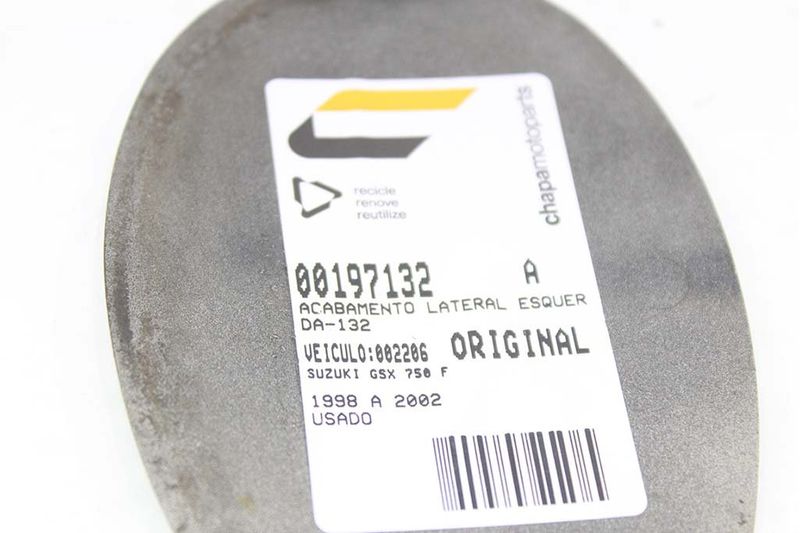 recicle
renove
reutilize
chapamotoparts
00197132 A
ACABAMENTO LATERAL ESQUER
DA-132
VEICULO:002206 ORIGINAL
SUZUKI GSX 750 F
1998 A 2002
USADO